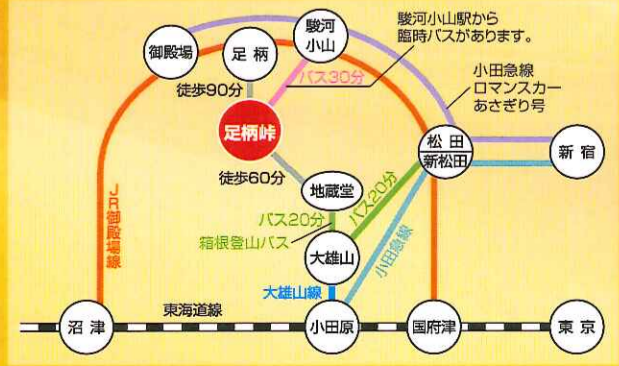 駿河小山駅から
臨時バスがあります。
御殿場
足柄
駿河
小山
バス30分
徒歩90分
小田急線
ロマンスカー
あさぎり号
足柄峠
松田
新松田
新宿
徒歩60分
地蔵堂
バス20分
バス20分
箱根登山バス
大雄山
小田急線
JR御殿場線
大雄山線
東海道線
沼津
小田原
国府津
東京